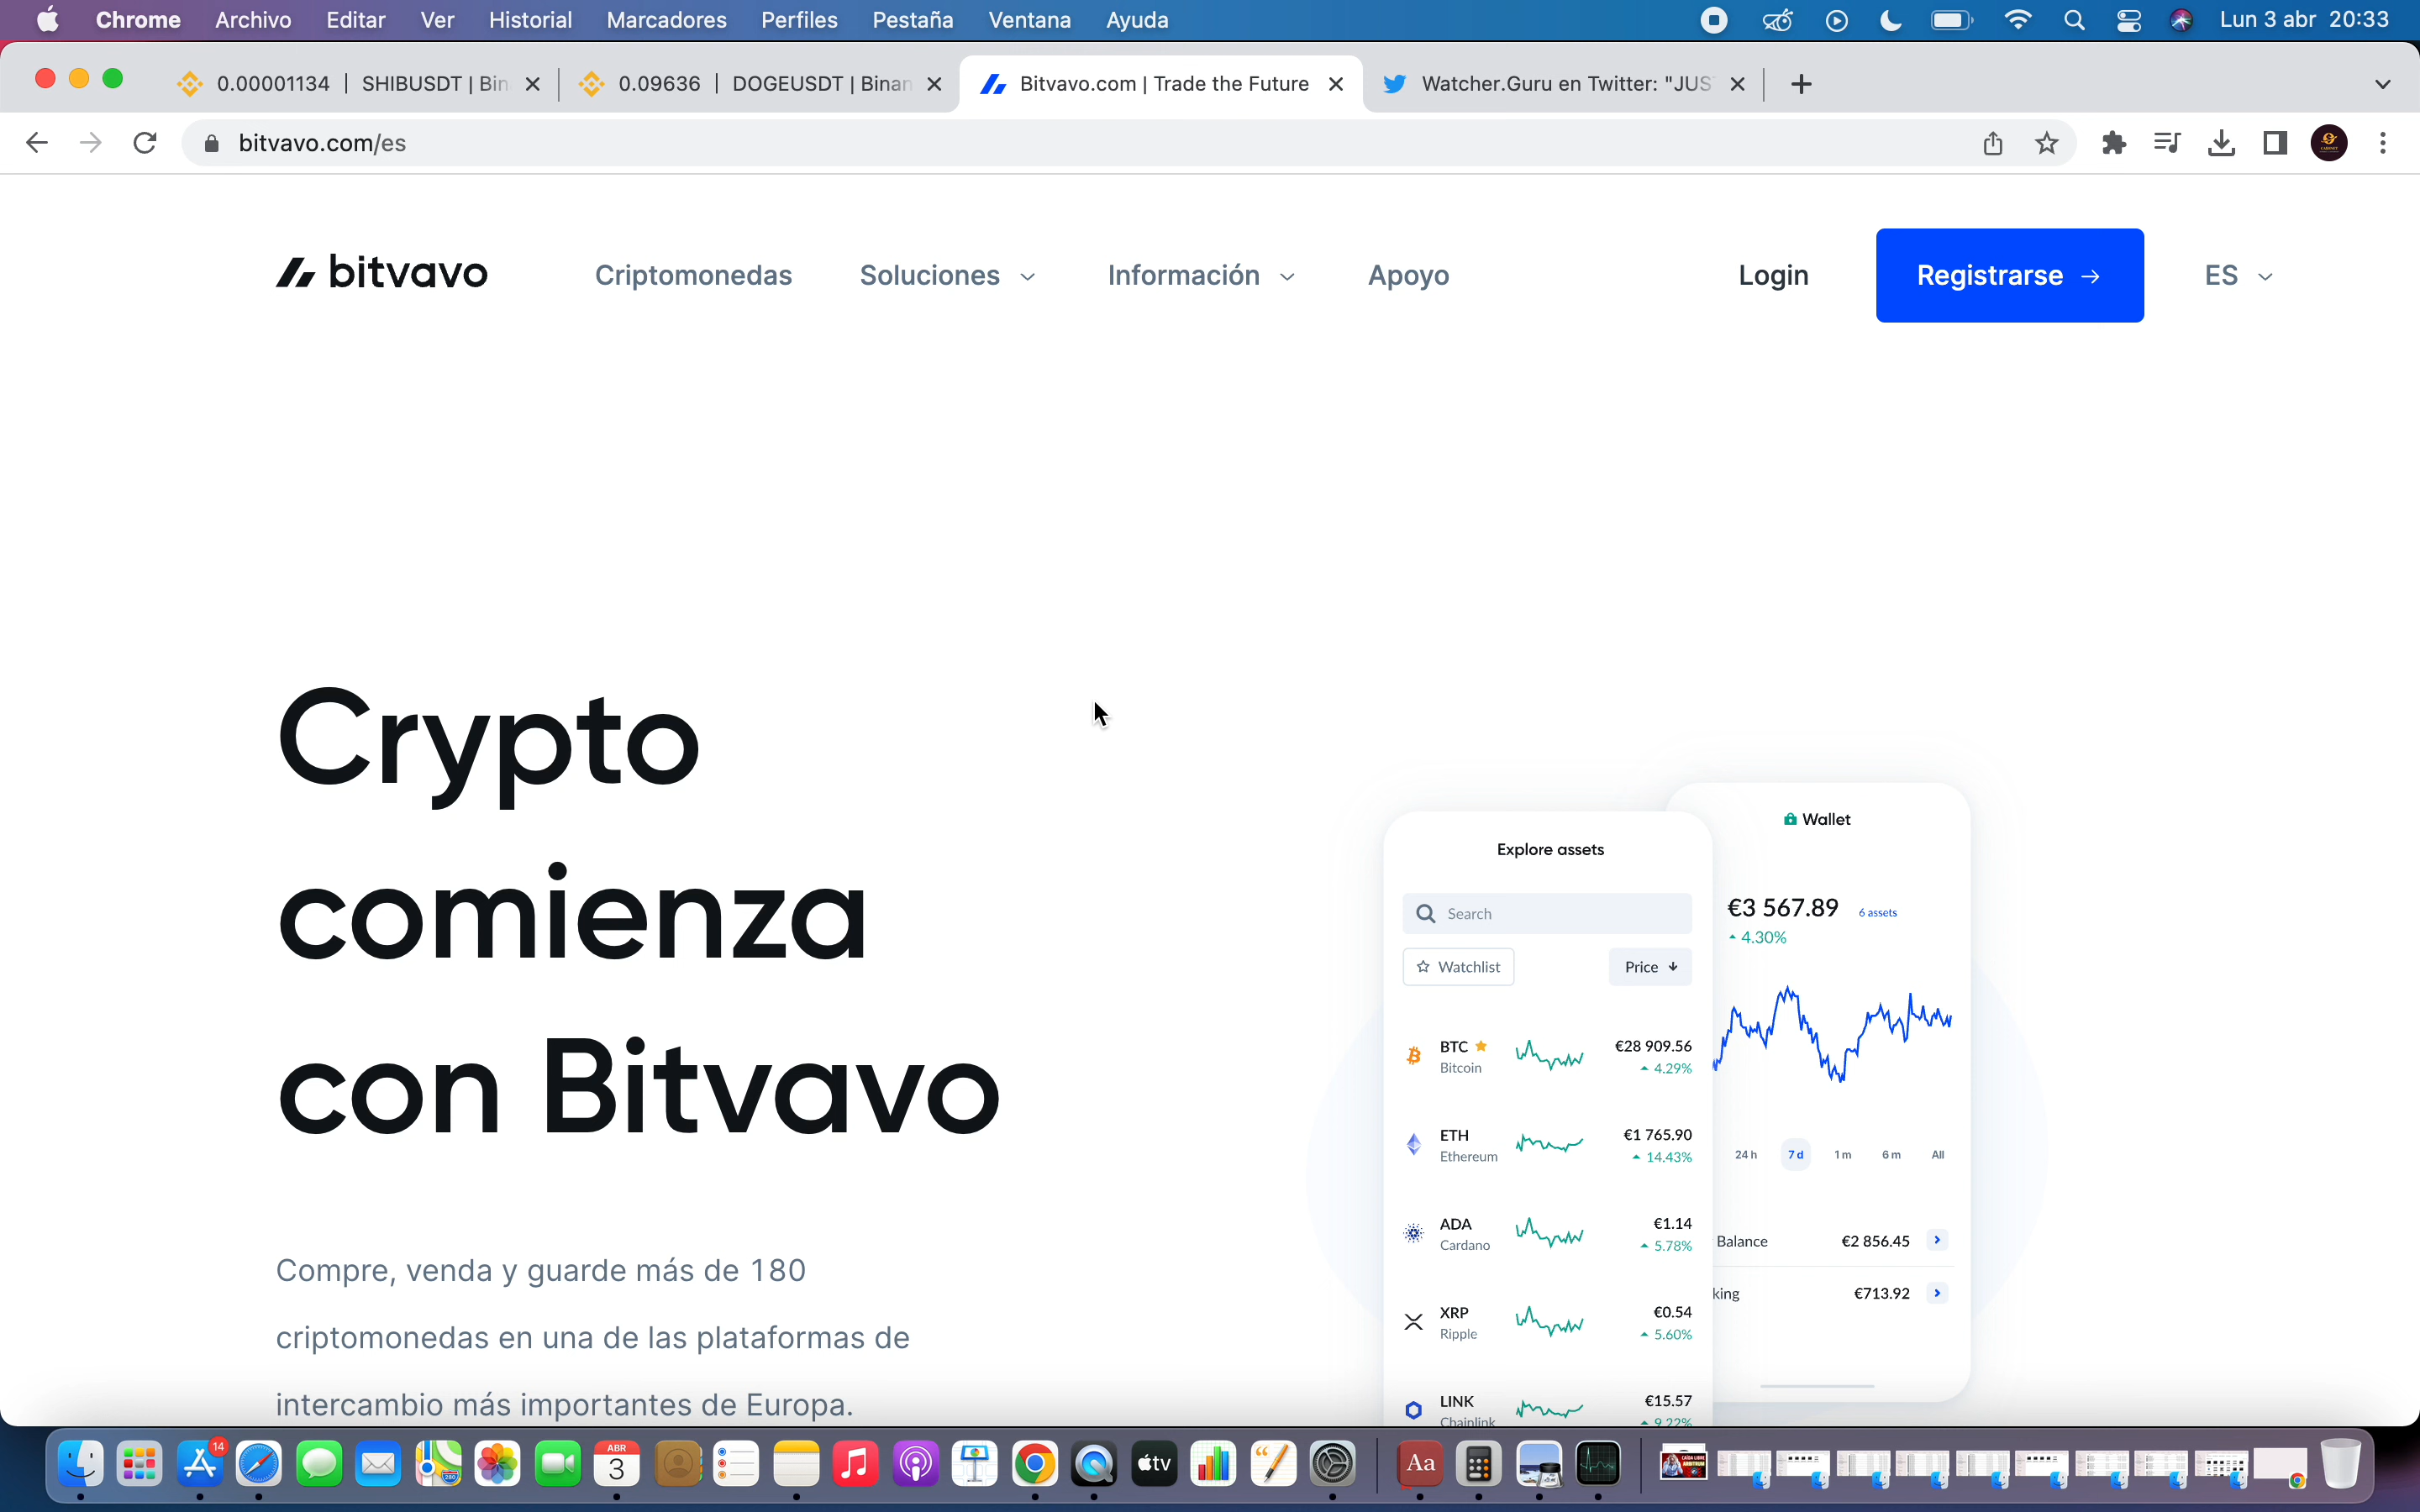 Chrome Archivo Editar Ver Historial Marcadores Perfiles Pestaña Ventana Ayuda Lun 3 abr 20:33
0.00001134 | SHIBUSDT | Bin 0.09636 | DOGEUSDT | Binan Bitvavo.com | Trade the Future Watcher.Guru en Twitter: "JUS
bitvavo.com/es
bitvavo Criptomonedas Soluciones Información Apoyo Login Registrarse → ES
Crypto
comienza
con Bitvavo
Compre, venda y guarde más de 180
criptomonedas en una de las plataformas de
intercambio más importantes de Europa.
Explore assets
Search
Watchlist Price
BTC €28 909.56
Bitcoin 4.29%
ETH €1 765.90
Ethereum 14.43%
ADA €1.14
Cardano 5.78%
XRP €0.54
Ripple 5.60%
LINK €15.57
Chainlink 9.22%
Wallet
€3 567.89 6 assets
4.30%
24 h 7 d 1 m 6 m All
Balance €2 856.45
king €713.92
14
ABR
3
280
tv
Aa